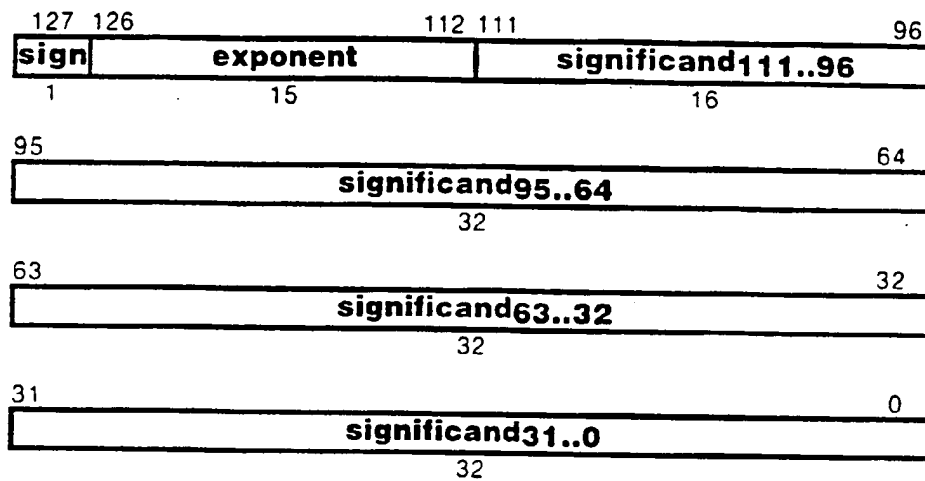 127 126 112 111 96
sign exponent significand111..96
1 15 16
95 64
significand95..64
32
63 32
significand63..32
32
31 0
significand31..0
32